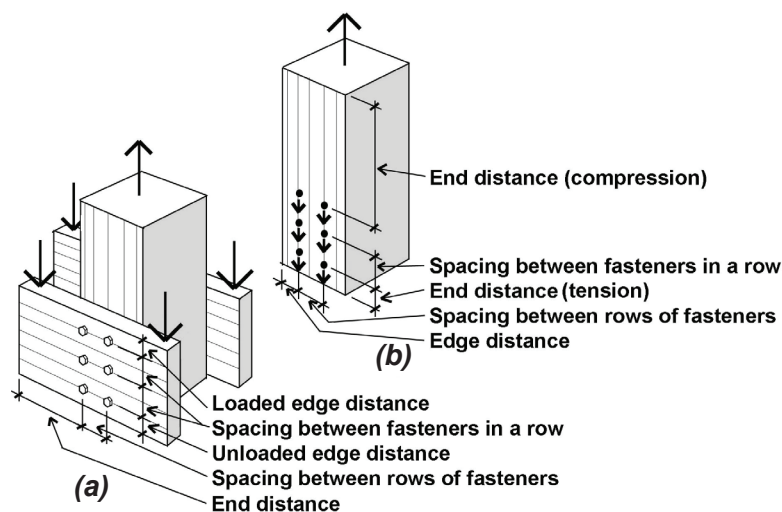 End distance (compression)
Spacing between fasteners in a row
End distance (tension)
Spacing between rows of fasteners
Edge distance
(b)
Loaded edge distance
Spacing between fasteners in a row
Unloaded edge distance
Spacing between rows of fasteners
End distance
(a)